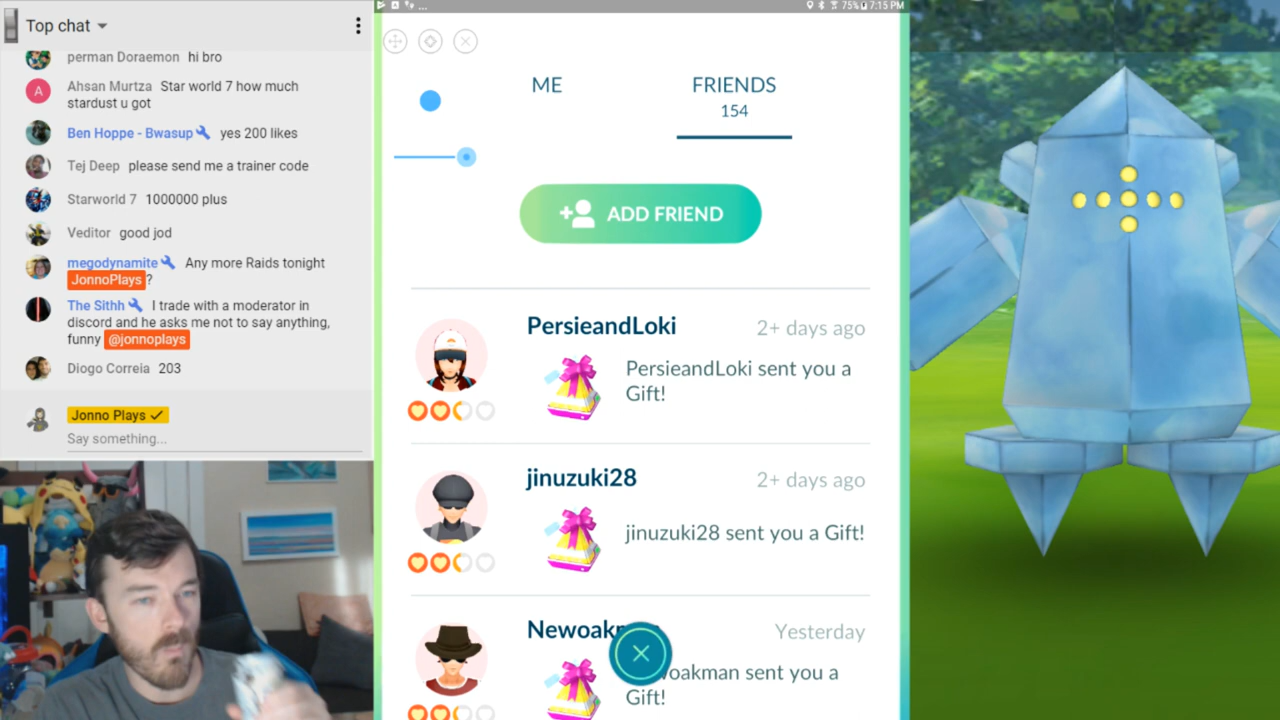 Top chat
perman Doraemon hi bro
Ahsan Murtza Star world 7 how much
stardust u got
Ben Hoppe - Bwasup yes 200 likes
Tej Deep please send me a trainer code
Starworld 7 1000000 plus
Veditor good jod
megodynamite Any more Raids tonight
JonnoPlays ?
The Sithh I trade with a moderator in
discord and he asks me not to say anything,
funny @jonnoplays
Diogo Correia 203
Jonno Plays
Say something...
A
... 75% 7:15 PM
ME
FRIENDS
154
ADD FRIEND
PersieandLoki 2+ days ago
PersieandLoki sent you a
Gift!
jinuzuki28 2+ days ago
jinuzuki28 sent you a Gift!
Yesterday
sent you a
Gift!